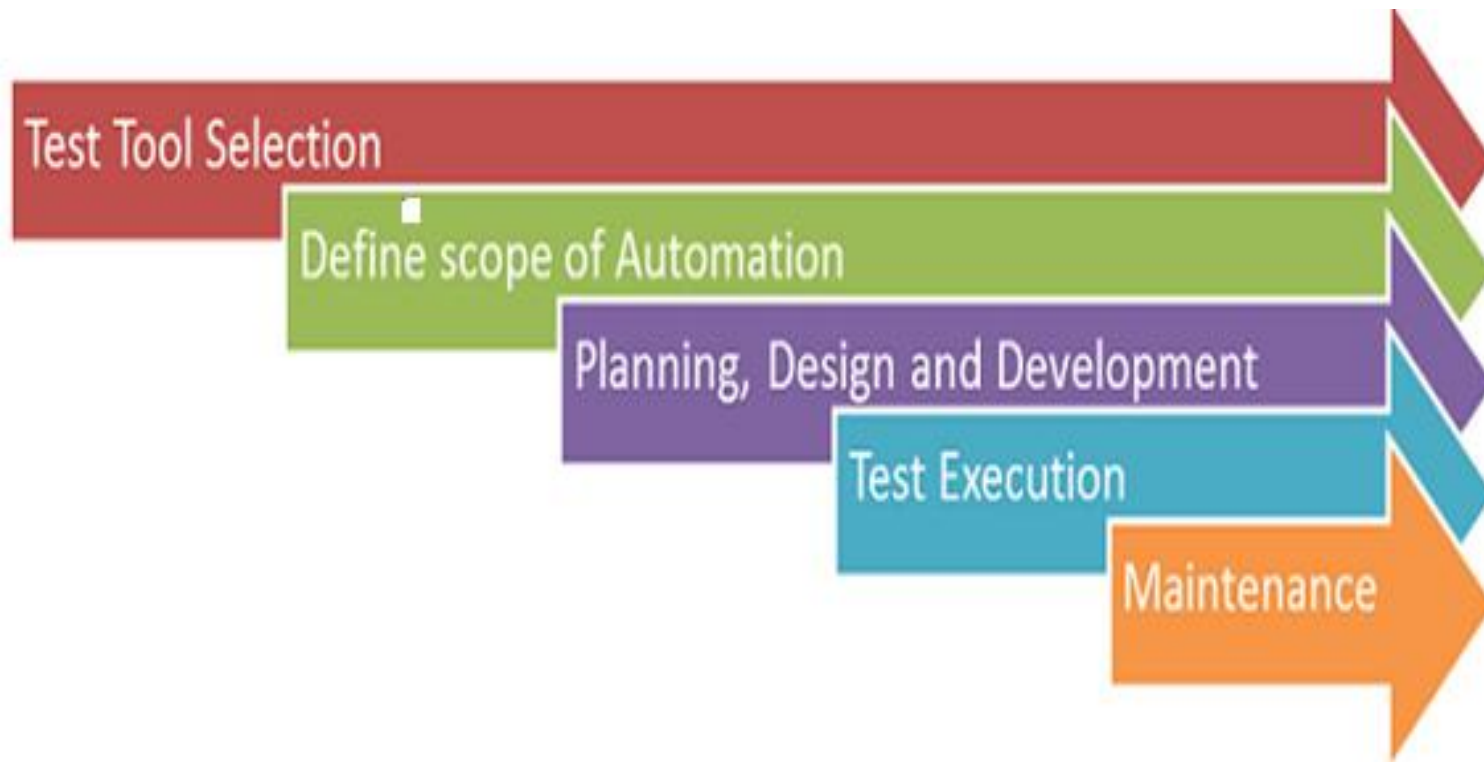 Test Tool Selection
Define scope of Automation
Planning, Design and Development
Test Execution
Maintenance